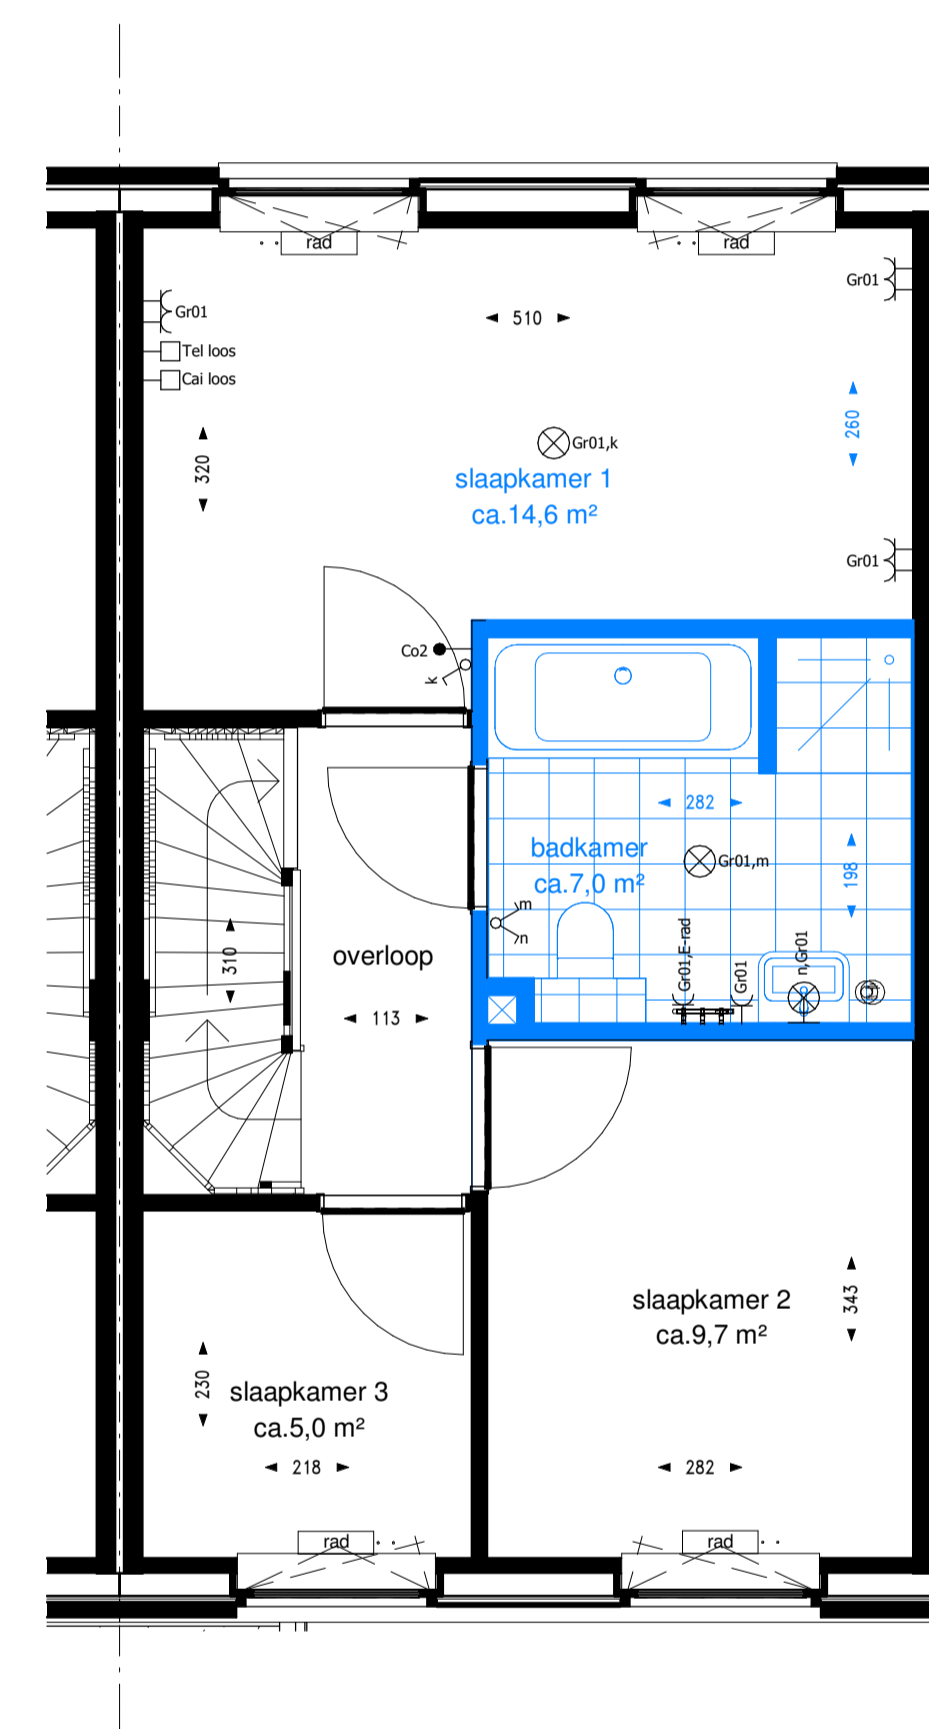 rad
rad
Gr01
Gr01
510
Tel loos
Cai loos
260
320
Gr01,k
slaapkamer 1
ca.14,6 m²
Gr01
Co2
k
282
badkamer
ca.7,0 m²
Gr01,m
198
m
n
310
overloop
Gr01,E-rad
Gr01
n,Gr01
113
slaapkamer 2
ca.9,7 m²
343
230
slaapkamer 3
ca.5,0 m²
218
282
rad
rad